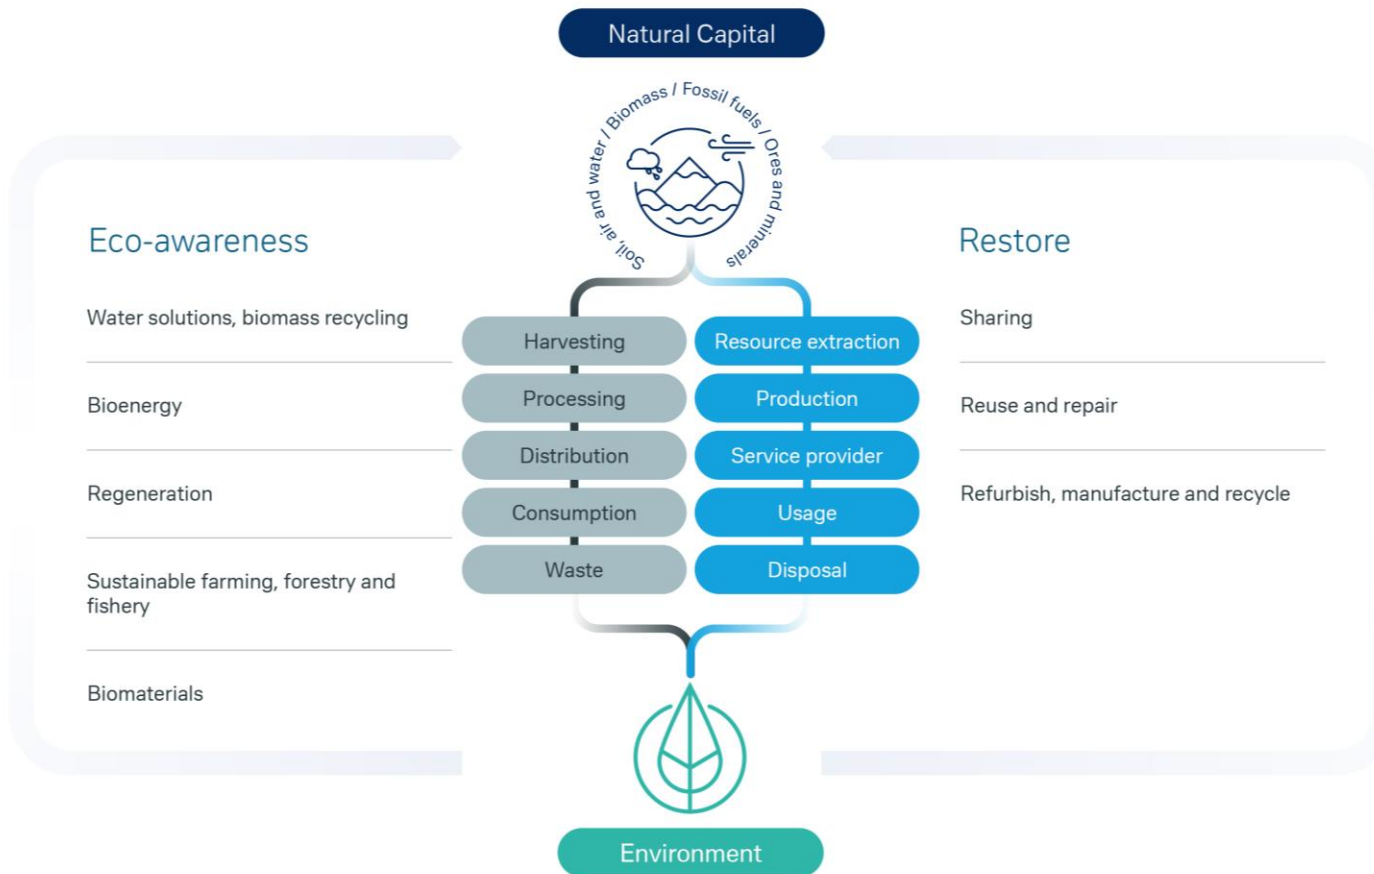 Natural Capital
Soil, air and water / Biomass / Fossil fuels / Ores and minerals
Eco-awareness
Water solutions, biomass recycling
Bioenergy
Regeneration
Sustainable farming, forestry and
fishery
Biomaterials
Harvesting
Processing
Distribution
Consumption
Waste
Resource extraction
Production
Service provider
Usage
Disposal
Restore
Sharing
Reuse and repair
Refurbish, manufacture and recycle
Environment